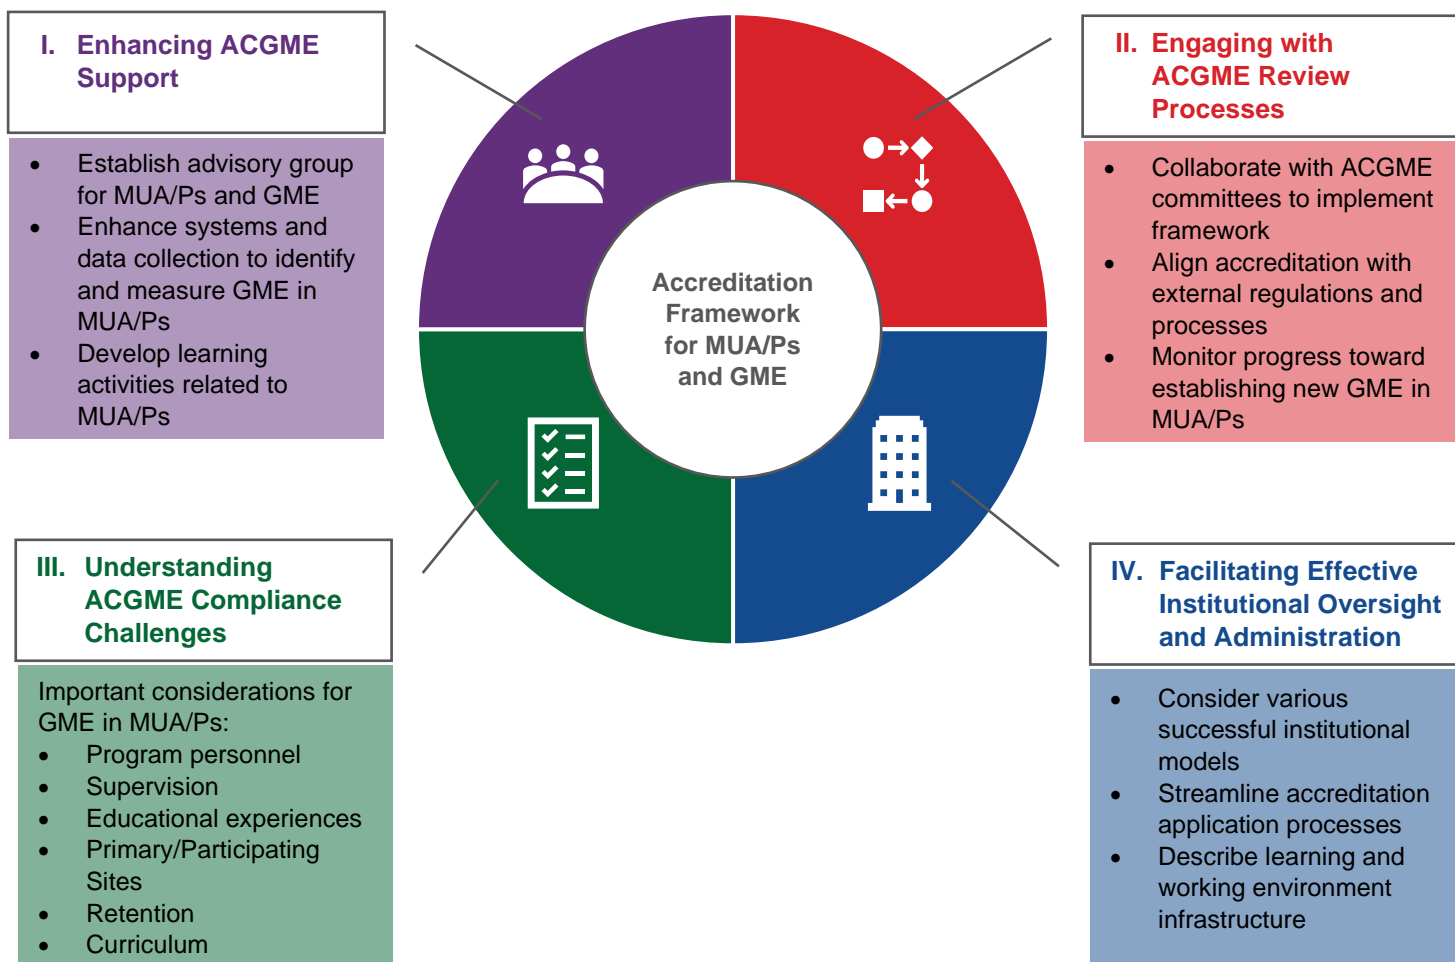 I. Enhancing ACGME
Support
• Establish advisory group
for MUA/Ps and GME
• Enhance systems and
data collection to identify
and measure GME in
MUA/Ps
• Develop learning
activities related to
MUA/Ps
II. Engaging with
ACGME Review
Processes
• Collaborate with ACGME
committees to implement
framework
• Align accreditation with
external regulations and
processes
• Monitor progress toward
establishing new GME in
MUA/Ps
Accreditation
Framework
for MUA/Ps
and GME
III. Understanding
ACGME Compliance
Challenges
Important considerations for
GME in MUA/Ps:
• Program personnel
• Supervision
• Educational experiences
• Primary/Participating
Sites
• Retention
• Curriculum
IV. Facilitating Effective
Institutional Oversight
and Administration
• Consider various
successful institutional
models
• Streamline accreditation
application processes
• Describe learning and
working environment
infrastructure